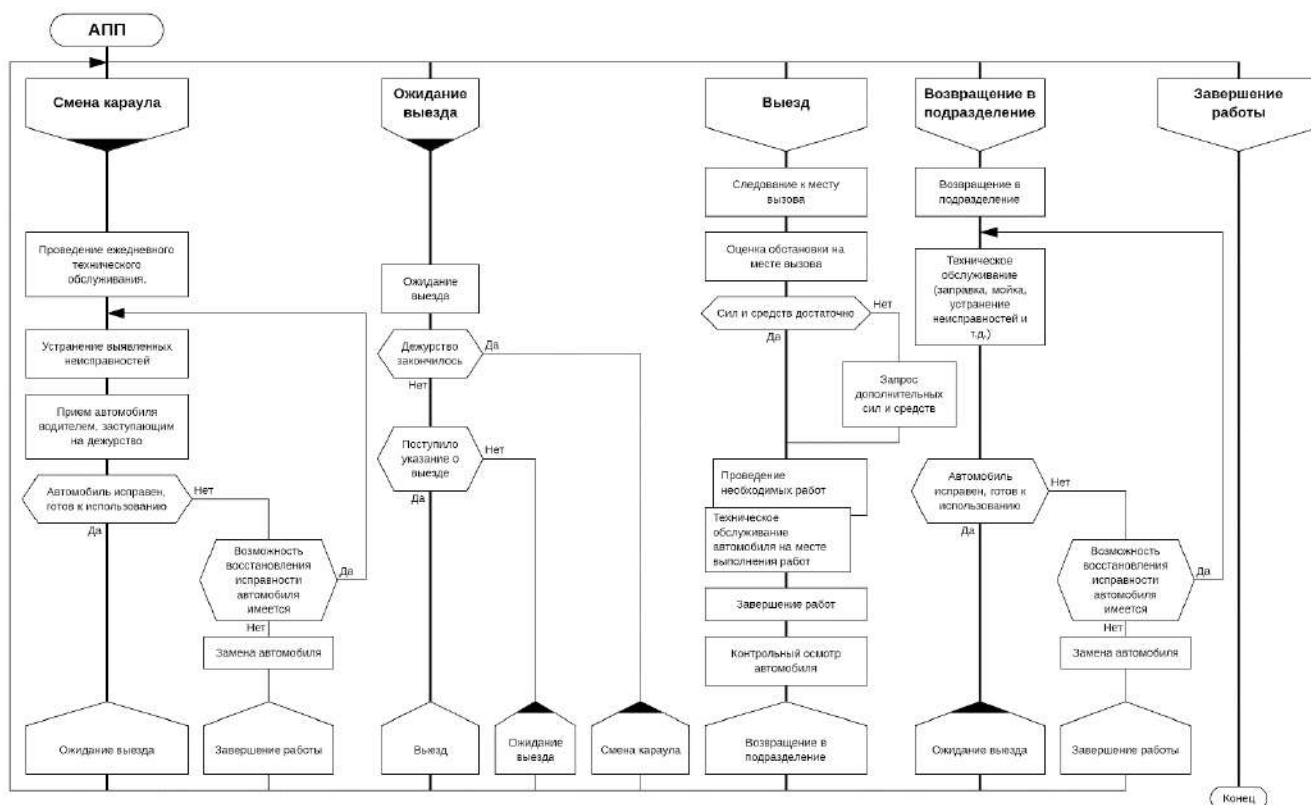 АПП
Смена караула
Проведение ежедневного
технического
обслуживания.
Устранение выявленных
неисправностей
Прием автомобиля
водителем, заступающим
на дежурство
Автомобиль исправен,
готов к использованию
Нет
Да
Возможность
восстановления
исправности
автомобиля
имеется
Да
Нет
Замена автомобиля
Ожидание выезда
Завершение работы
Ожидание
выезда
Ожидание
выезда
Дежурство
закончилось
Да
Нет
Поступило
указание о
выезде
Нет
Да
Выезд
Ожидание
выезда
Смена караула
Выезд
Следование к месту
вызова
Оценка обстановки на
месте вызова
Сил и средств достаточно
Нет
Да
Запрос
дополнительных
сил и средств
Проведение
необходимых работ
Техническое
обслуживание
автомобиля на месте
выполнения работ
Завершение работ
Контрольный осмотр
автомобиля
Возвращение в
подразделение
Возвращение в
подразделение
Возвращение в
подразделение
Техническое
обслуживание
(заправка, мойка,
устранение
неисправностей и
т.д.)
Автомобиль
исправен, готов к
использованию
Нет
Да
Возможность
восстановления
исправности
автомобиля
имеется
Да
Нет
Замена автомобиля
Ожидание выезда
Завершение работы
Завершение
работы
Конец